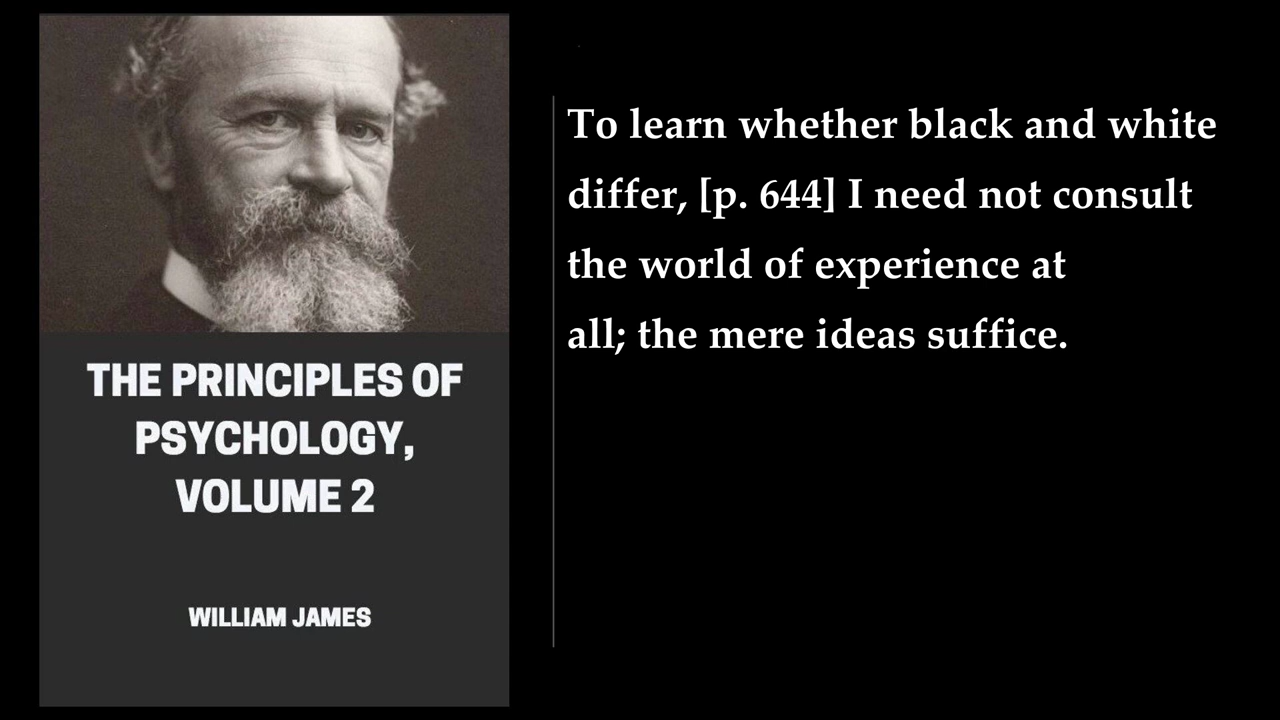 THE PRINCIPLES OF
PSYCHOLOGY,
VOLUME 2
WILLIAM JAMES
To learn whether black and white
differ, [p. 644] I need not consult
the world of experience at
all; the mere ideas suffice.